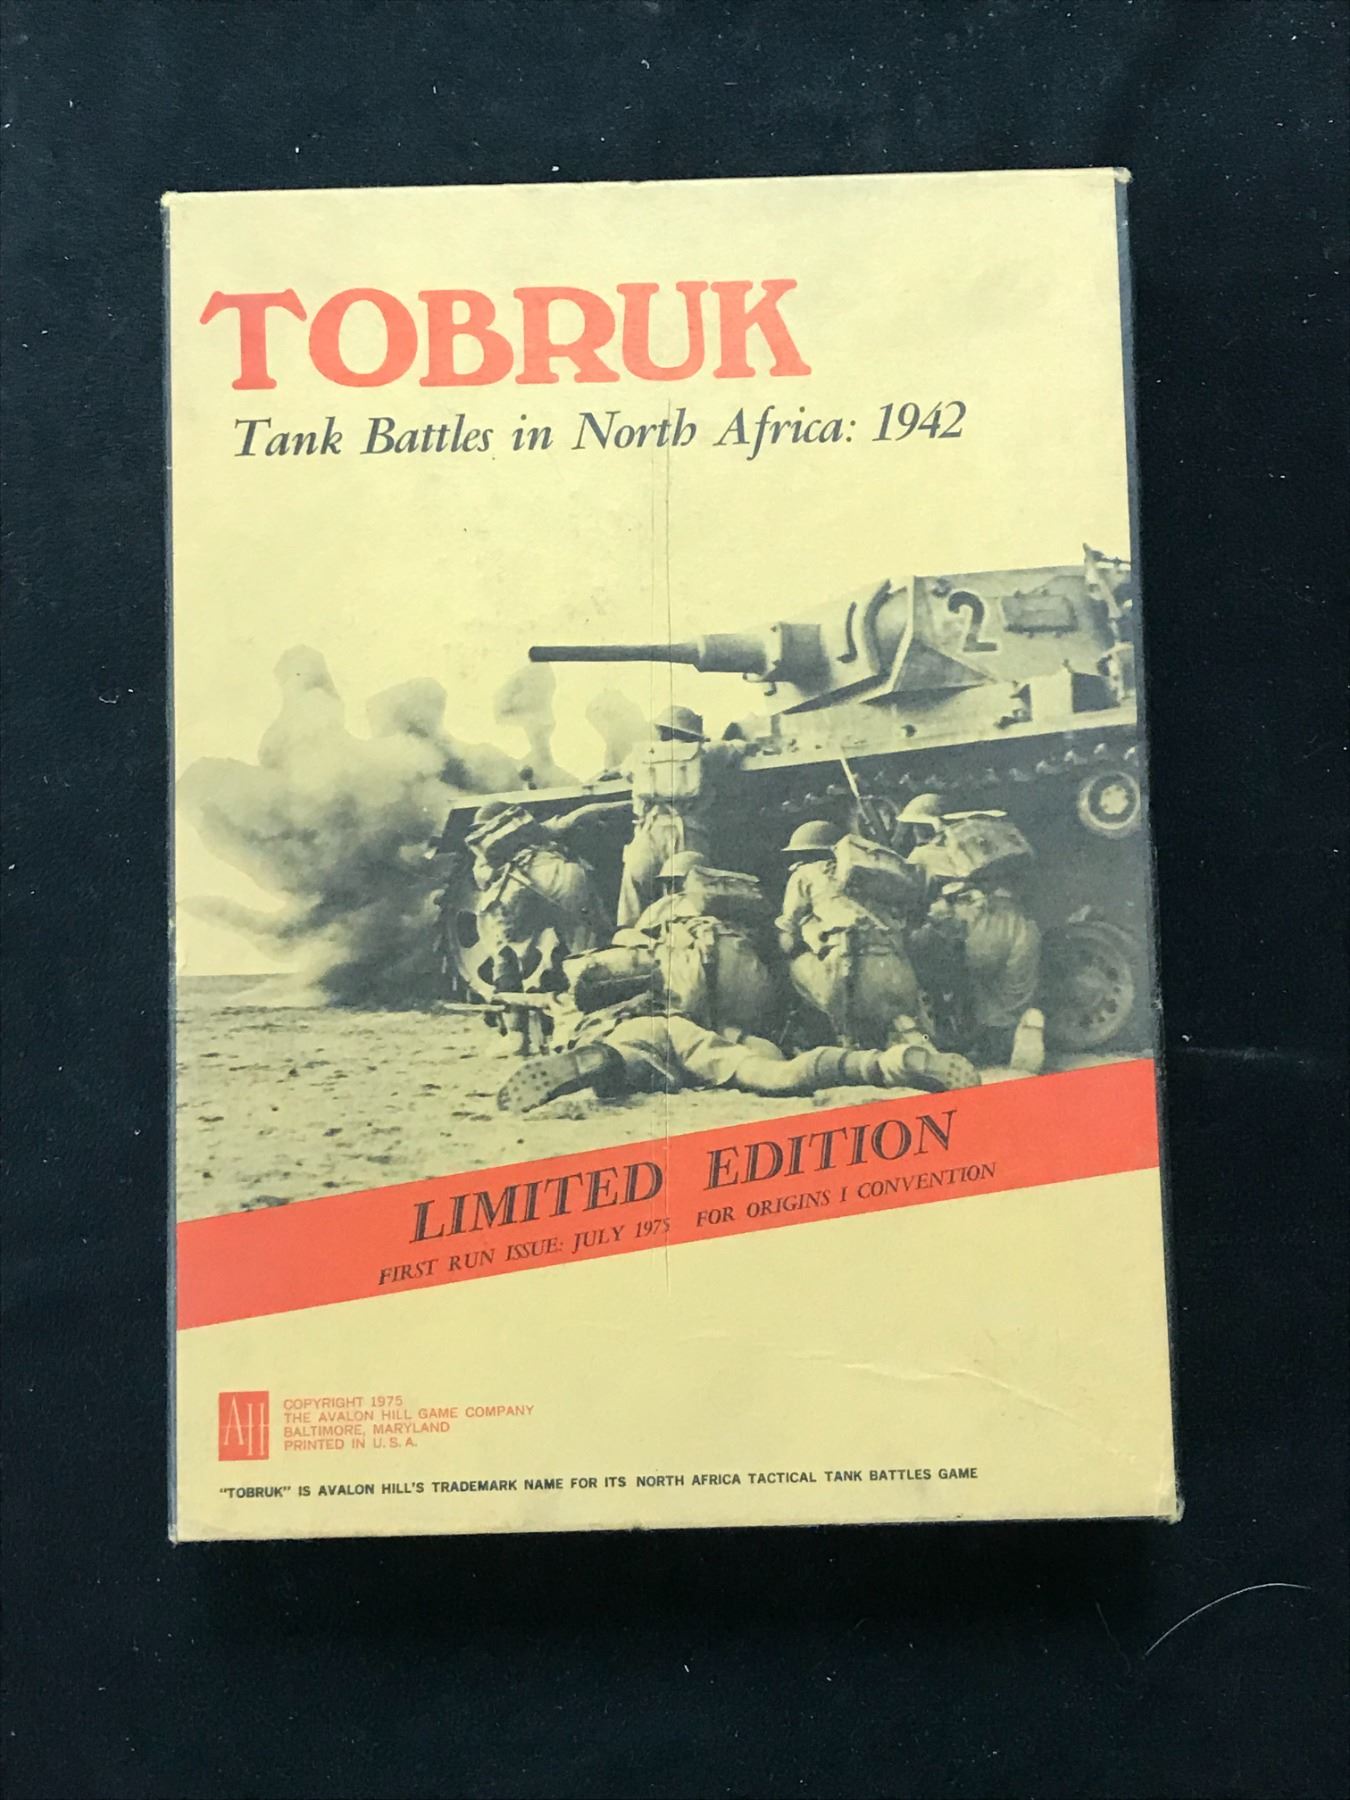 TOBRUK
Tank Battles in North Africa: 1942
2
LIMITED EDITION
FIRST RUN ISSUE: JULY 1975 FOR ORIGINS I CONVENTION
AH
COPYRIGHT 1975
THE AVALON HILL GAME COMPANY
BALTIMORE, MARYLAND
PRINTED IN U.S.A.
"TOBRUK" IS AVALON HILL'S TRADEMARK NAME FOR ITS NORTH AFRICA TACTICAL TANK BATTLES GAME